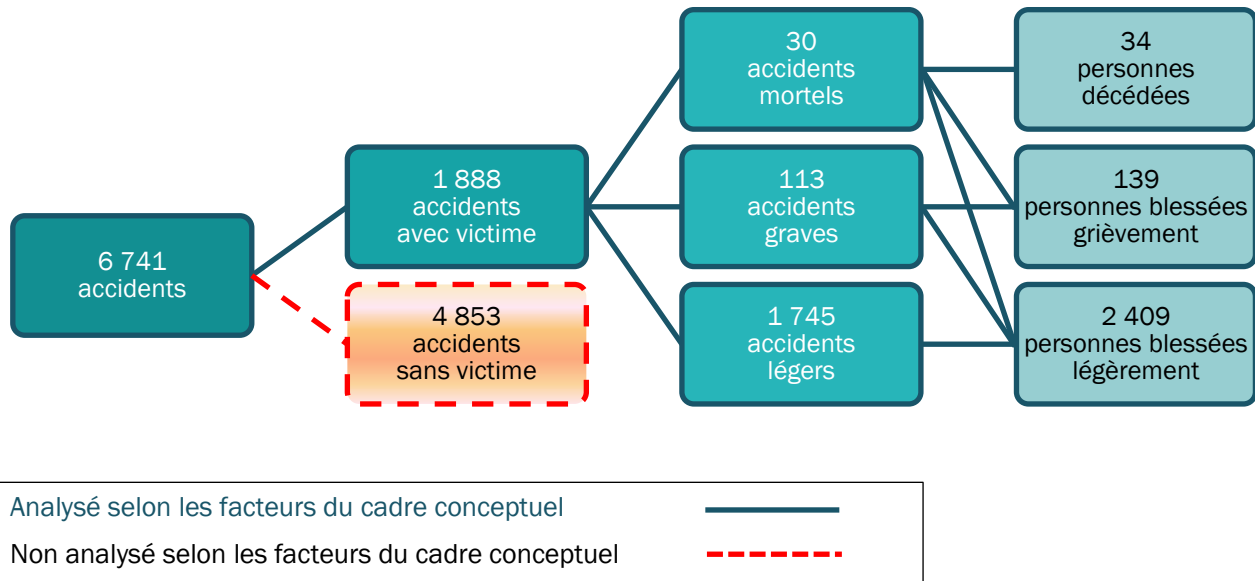 6 741
accidents
1 888
accidents
avec victime
4 853
accidents
sans victime
30
accidents
mortels
113
accidents
graves
1 745
accidents
légers
34
personnes
décédées
139
personnes blessées
grièvement
2 409
personnes blessées
légèrement
Analysé selon les facteurs du cadre conceptuel
Non analysé selon les facteurs du cadre conceptuel